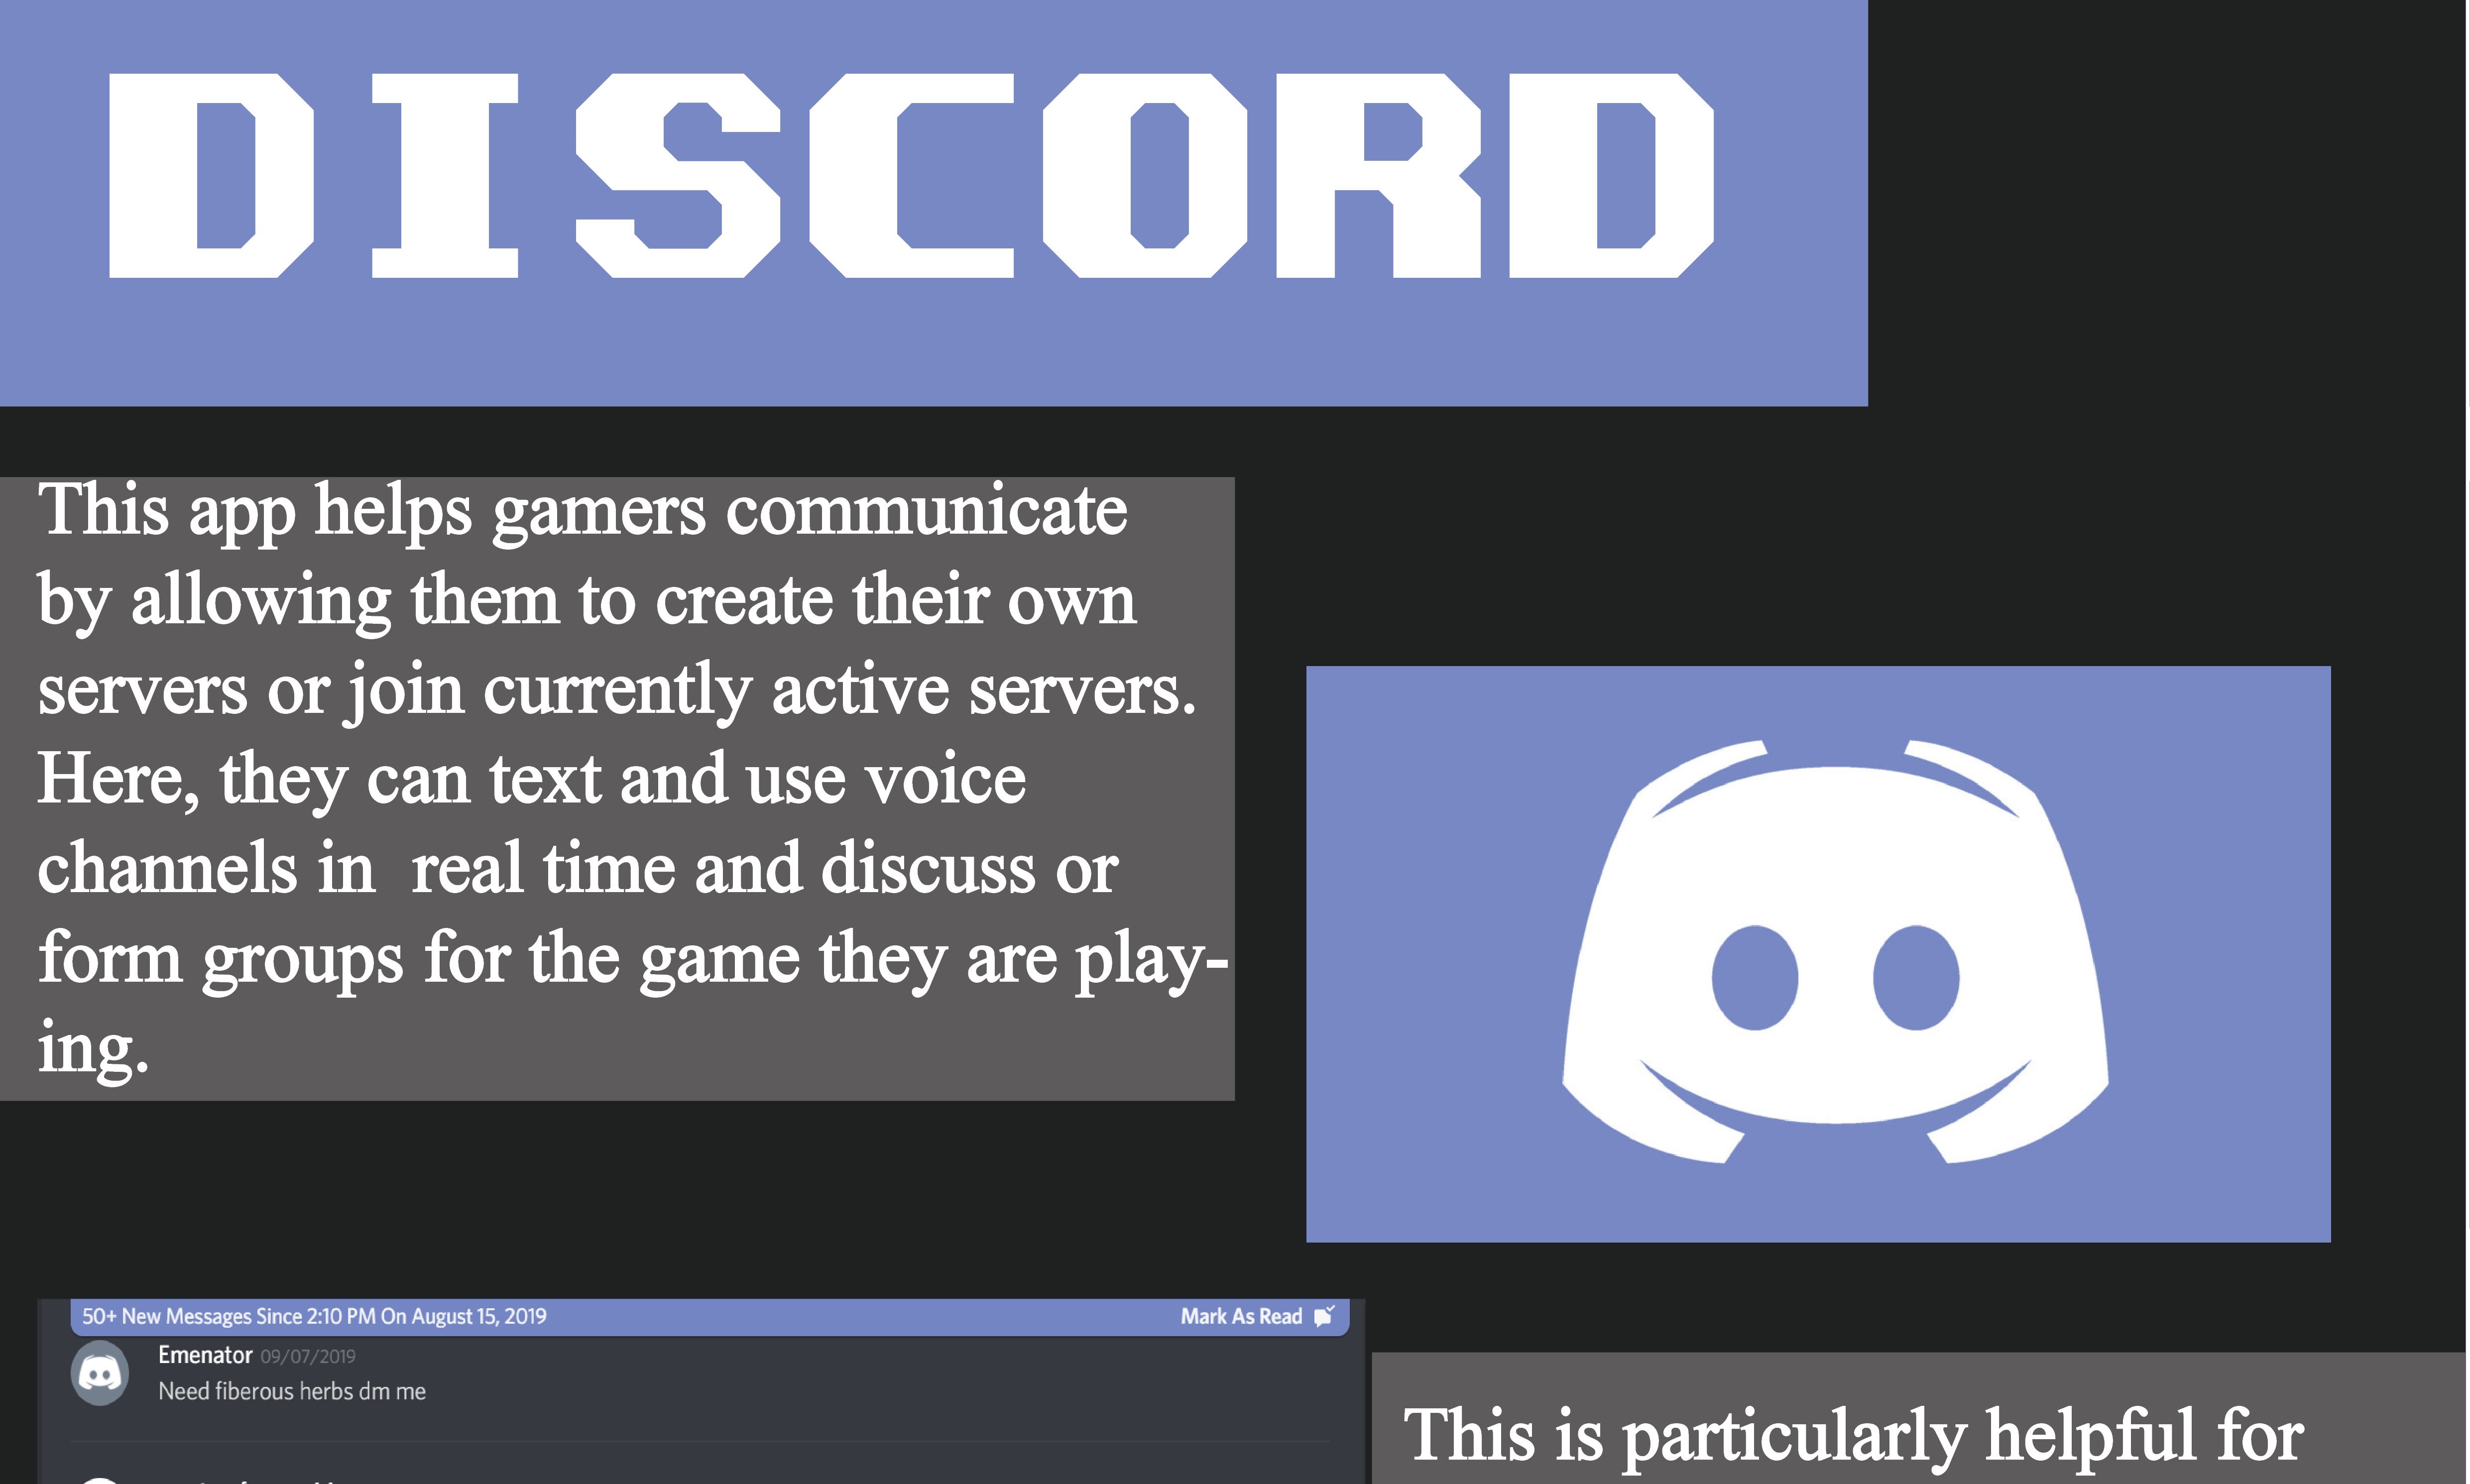 DISCORD
This app helps gamers communicate
by allowing them to create their own
servers or join currently active servers.
Here, they can text and use voice
channels in  real time and discuss or
form groups for the game they are play-
ing.
50+ New Messages Since 2:10 PM On August 15, 2019 Mark As Read
Emenator 09/07/2019
Need fiberous herbs dm me
This is particularly helpful for